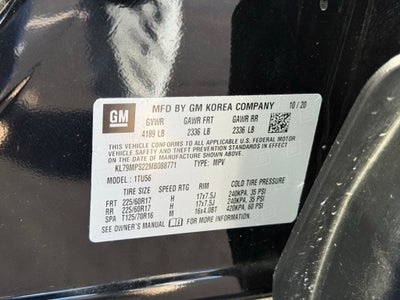 GM
MFD BY GM KOREA COMPANY 10/20
GVWR GAWR FRT GAWR RR
4189 LB 2336 LB 2336 LB
THIS VEHICLE CONFORMS TO ALL APPLICABLE U.S. FEDERAL MOTOR
VEHICLE SAFETY STANDARDS IN EFFECT ON THE DATE OF
MANUFACTURE SHOWN ABOVE.
KL79MPS22MB088771 TYPE: MPV
MODEL: 1TU56
TIRE SIZE SPEED RTG RIM COLD TIRE PRESSURE
FRT 225/60R17 H 17x7.5J 240KPA, 35 PSI
RR 225/60R17 H 17x7.5J 240KPA, 35 PSI
SP T125/70R16 M 16x4.0BT 420KPA, 60 PSI
SEE OWNER'S MANUAL FOR MORE INFORMATION.